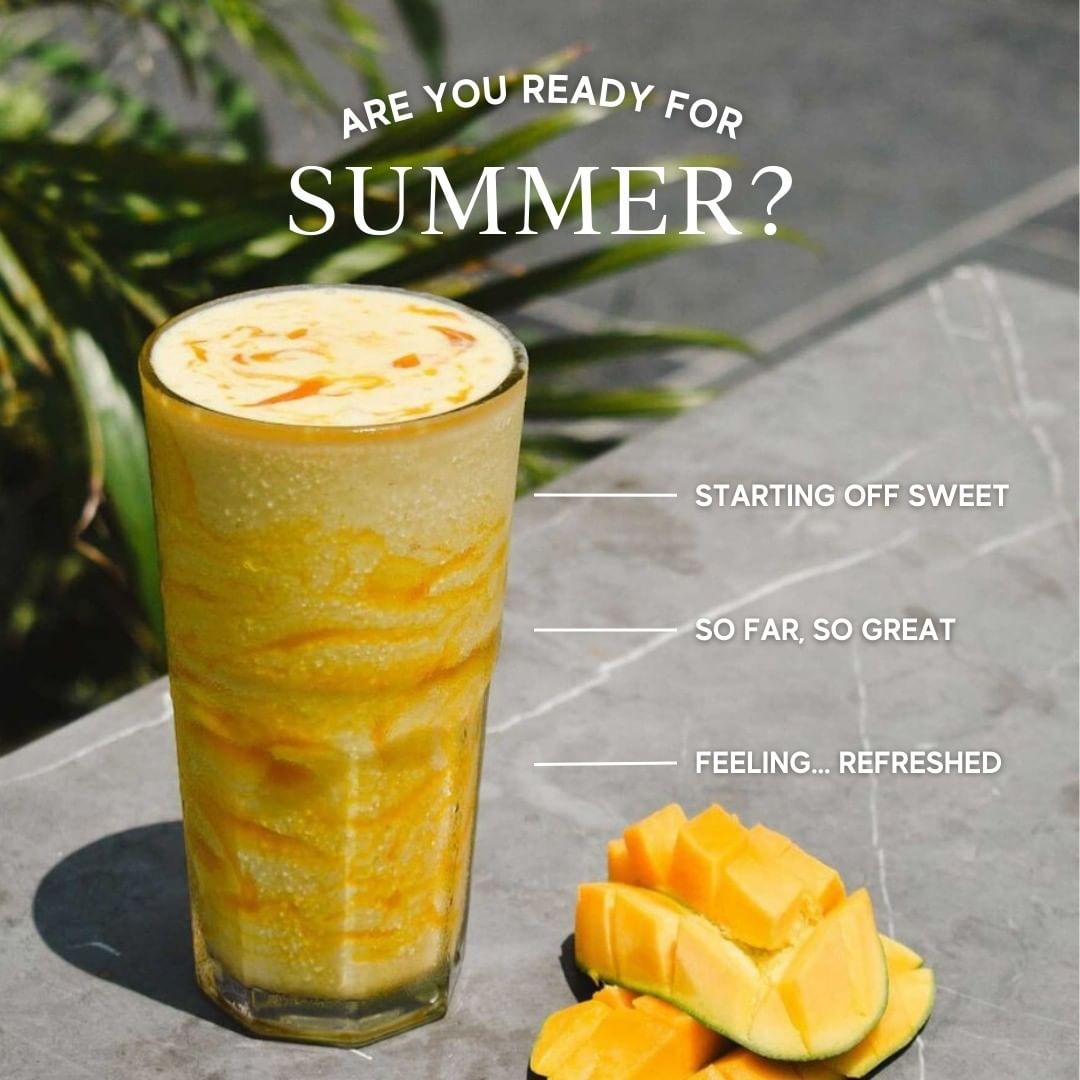 ARE YOU READY FOR
SUMMER?
STARTING OFF SWEET
SO FAR, SO GREAT
FEELING... REFRESHED